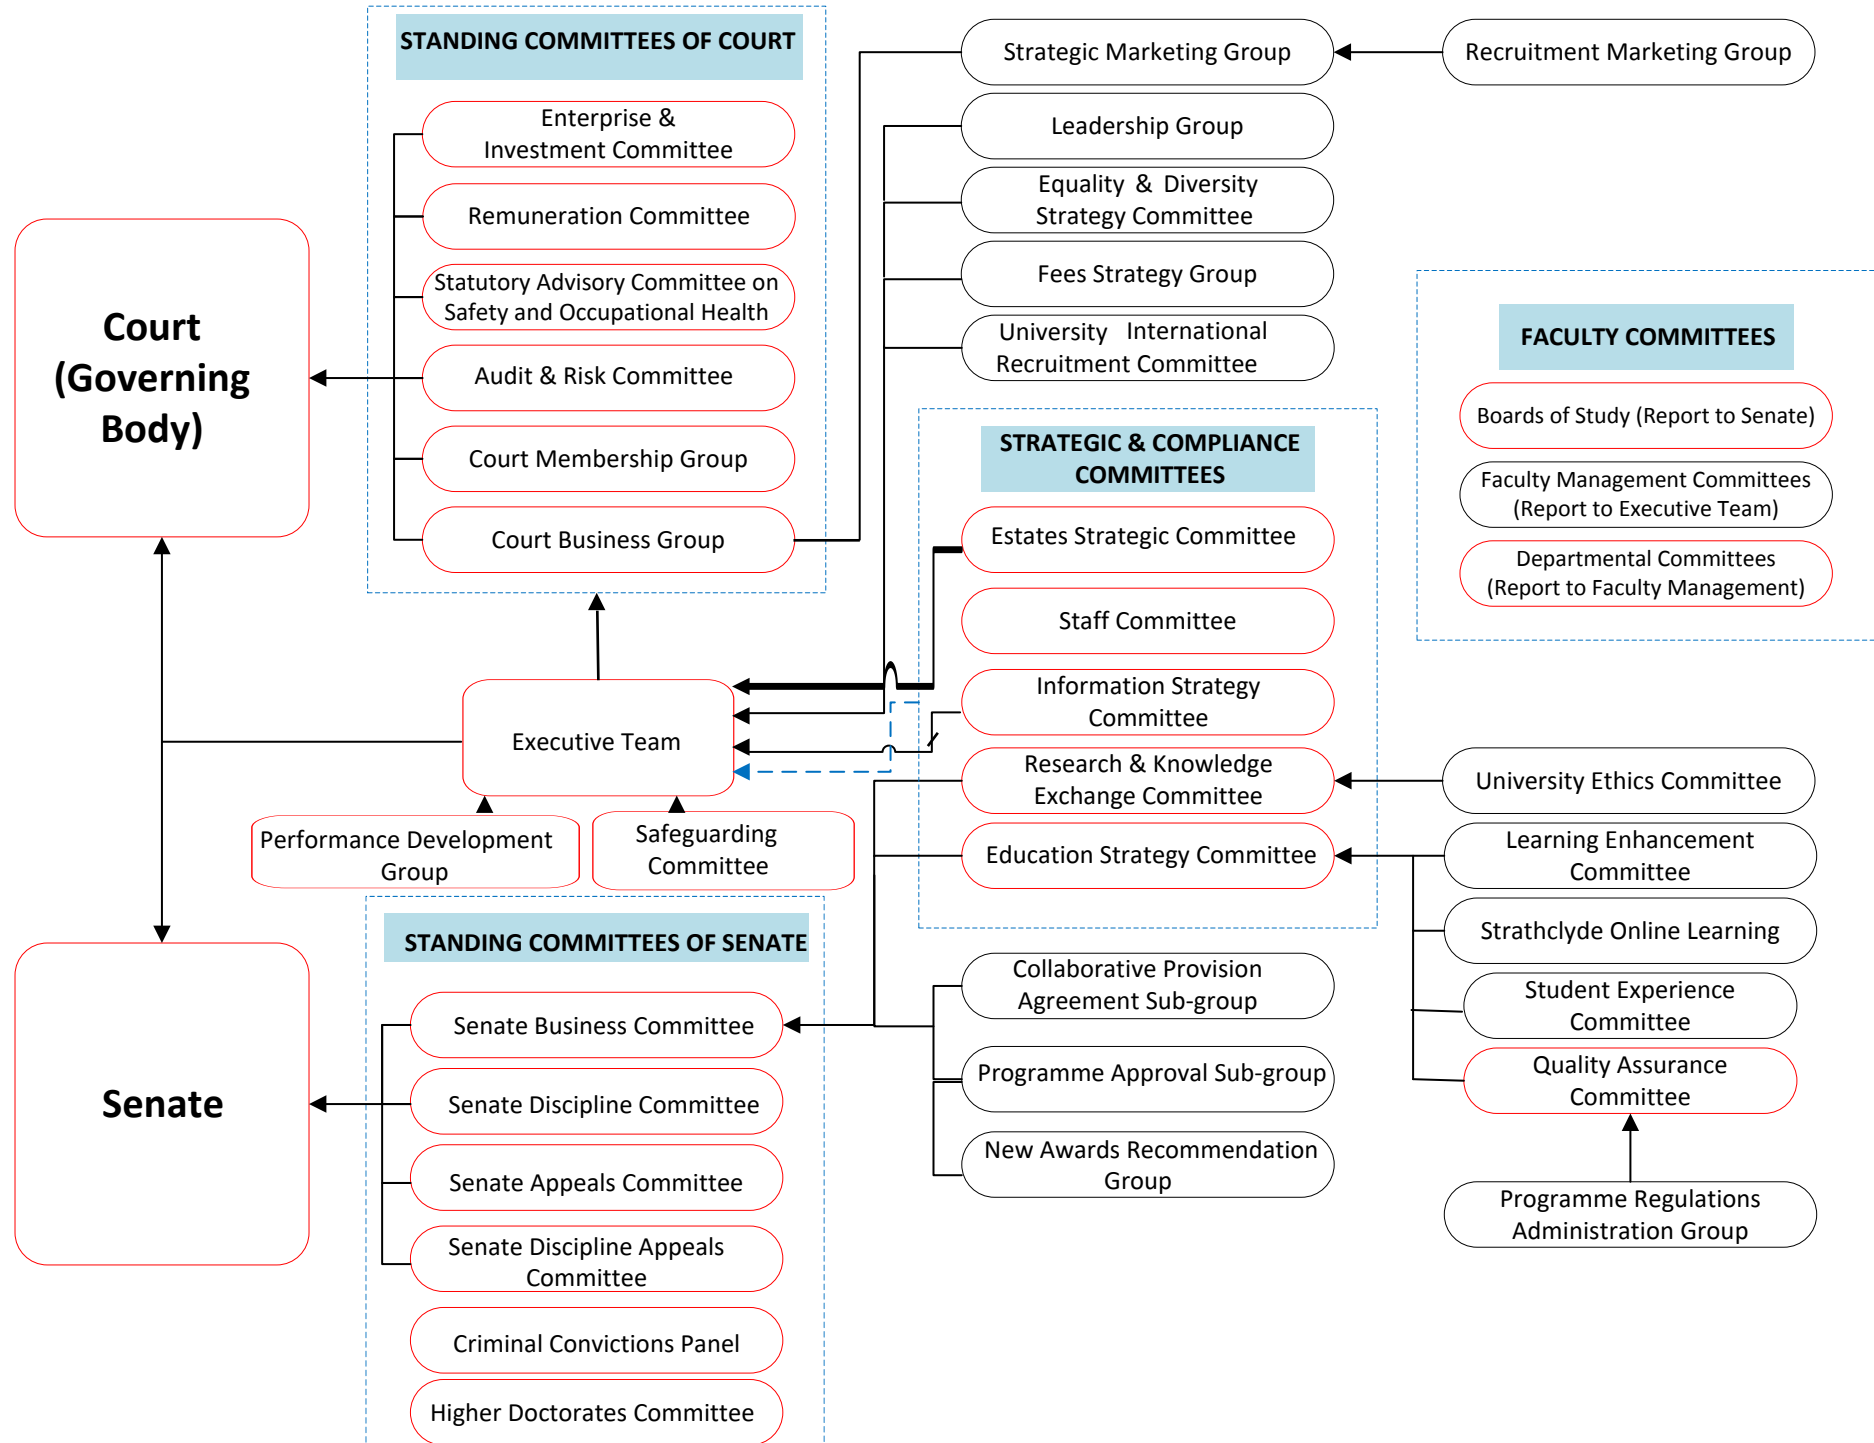 STANDING COMMITTEES OF COURT
Enterprise &
Investment Committee
Remuneration Committee
Statutory Advisory Committee on
Safety and Occupational Health
Audit & Risk Committee
Court Membership Group
Court Business Group
Court
(Governing
Body)
Strategic Marketing Group
Recruitment Marketing Group
Leadership Group
Equality & Diversity
Strategy Committee
Fees Strategy Group
University International
Recruitment Committee
FACULTY COMMITTEES
Boards of Study (Report to Senate)
Faculty Management Committees
(Report to Executive Team)
Departmental Committees
(Report to Faculty Management)
STRATEGIC & COMPLIANCE
COMMITTEES
Estates Strategic Committee
Staff Committee
Information Strategy
Committee
Research & Knowledge
Exchange Committee
Education Strategy Committee
Executive Team
Performance Development
Group
Safeguarding
Committee
University Ethics Committee
Learning Enhancement
Committee
Strathclyde Online Learning
Student Experience
Committee
Quality Assurance
Committee
Programme Regulations
Administration Group
STANDING COMMITTEES OF SENATE
Senate Business Committee
Senate Discipline Committee
Senate Appeals Committee
Senate Discipline Appeals
Committee
Criminal Convictions Panel
Higher Doctorates Committee
Senate
Collaborative Provision
Agreement Sub-group
Programme Approval Sub-group
New Awards Recommendation
Group